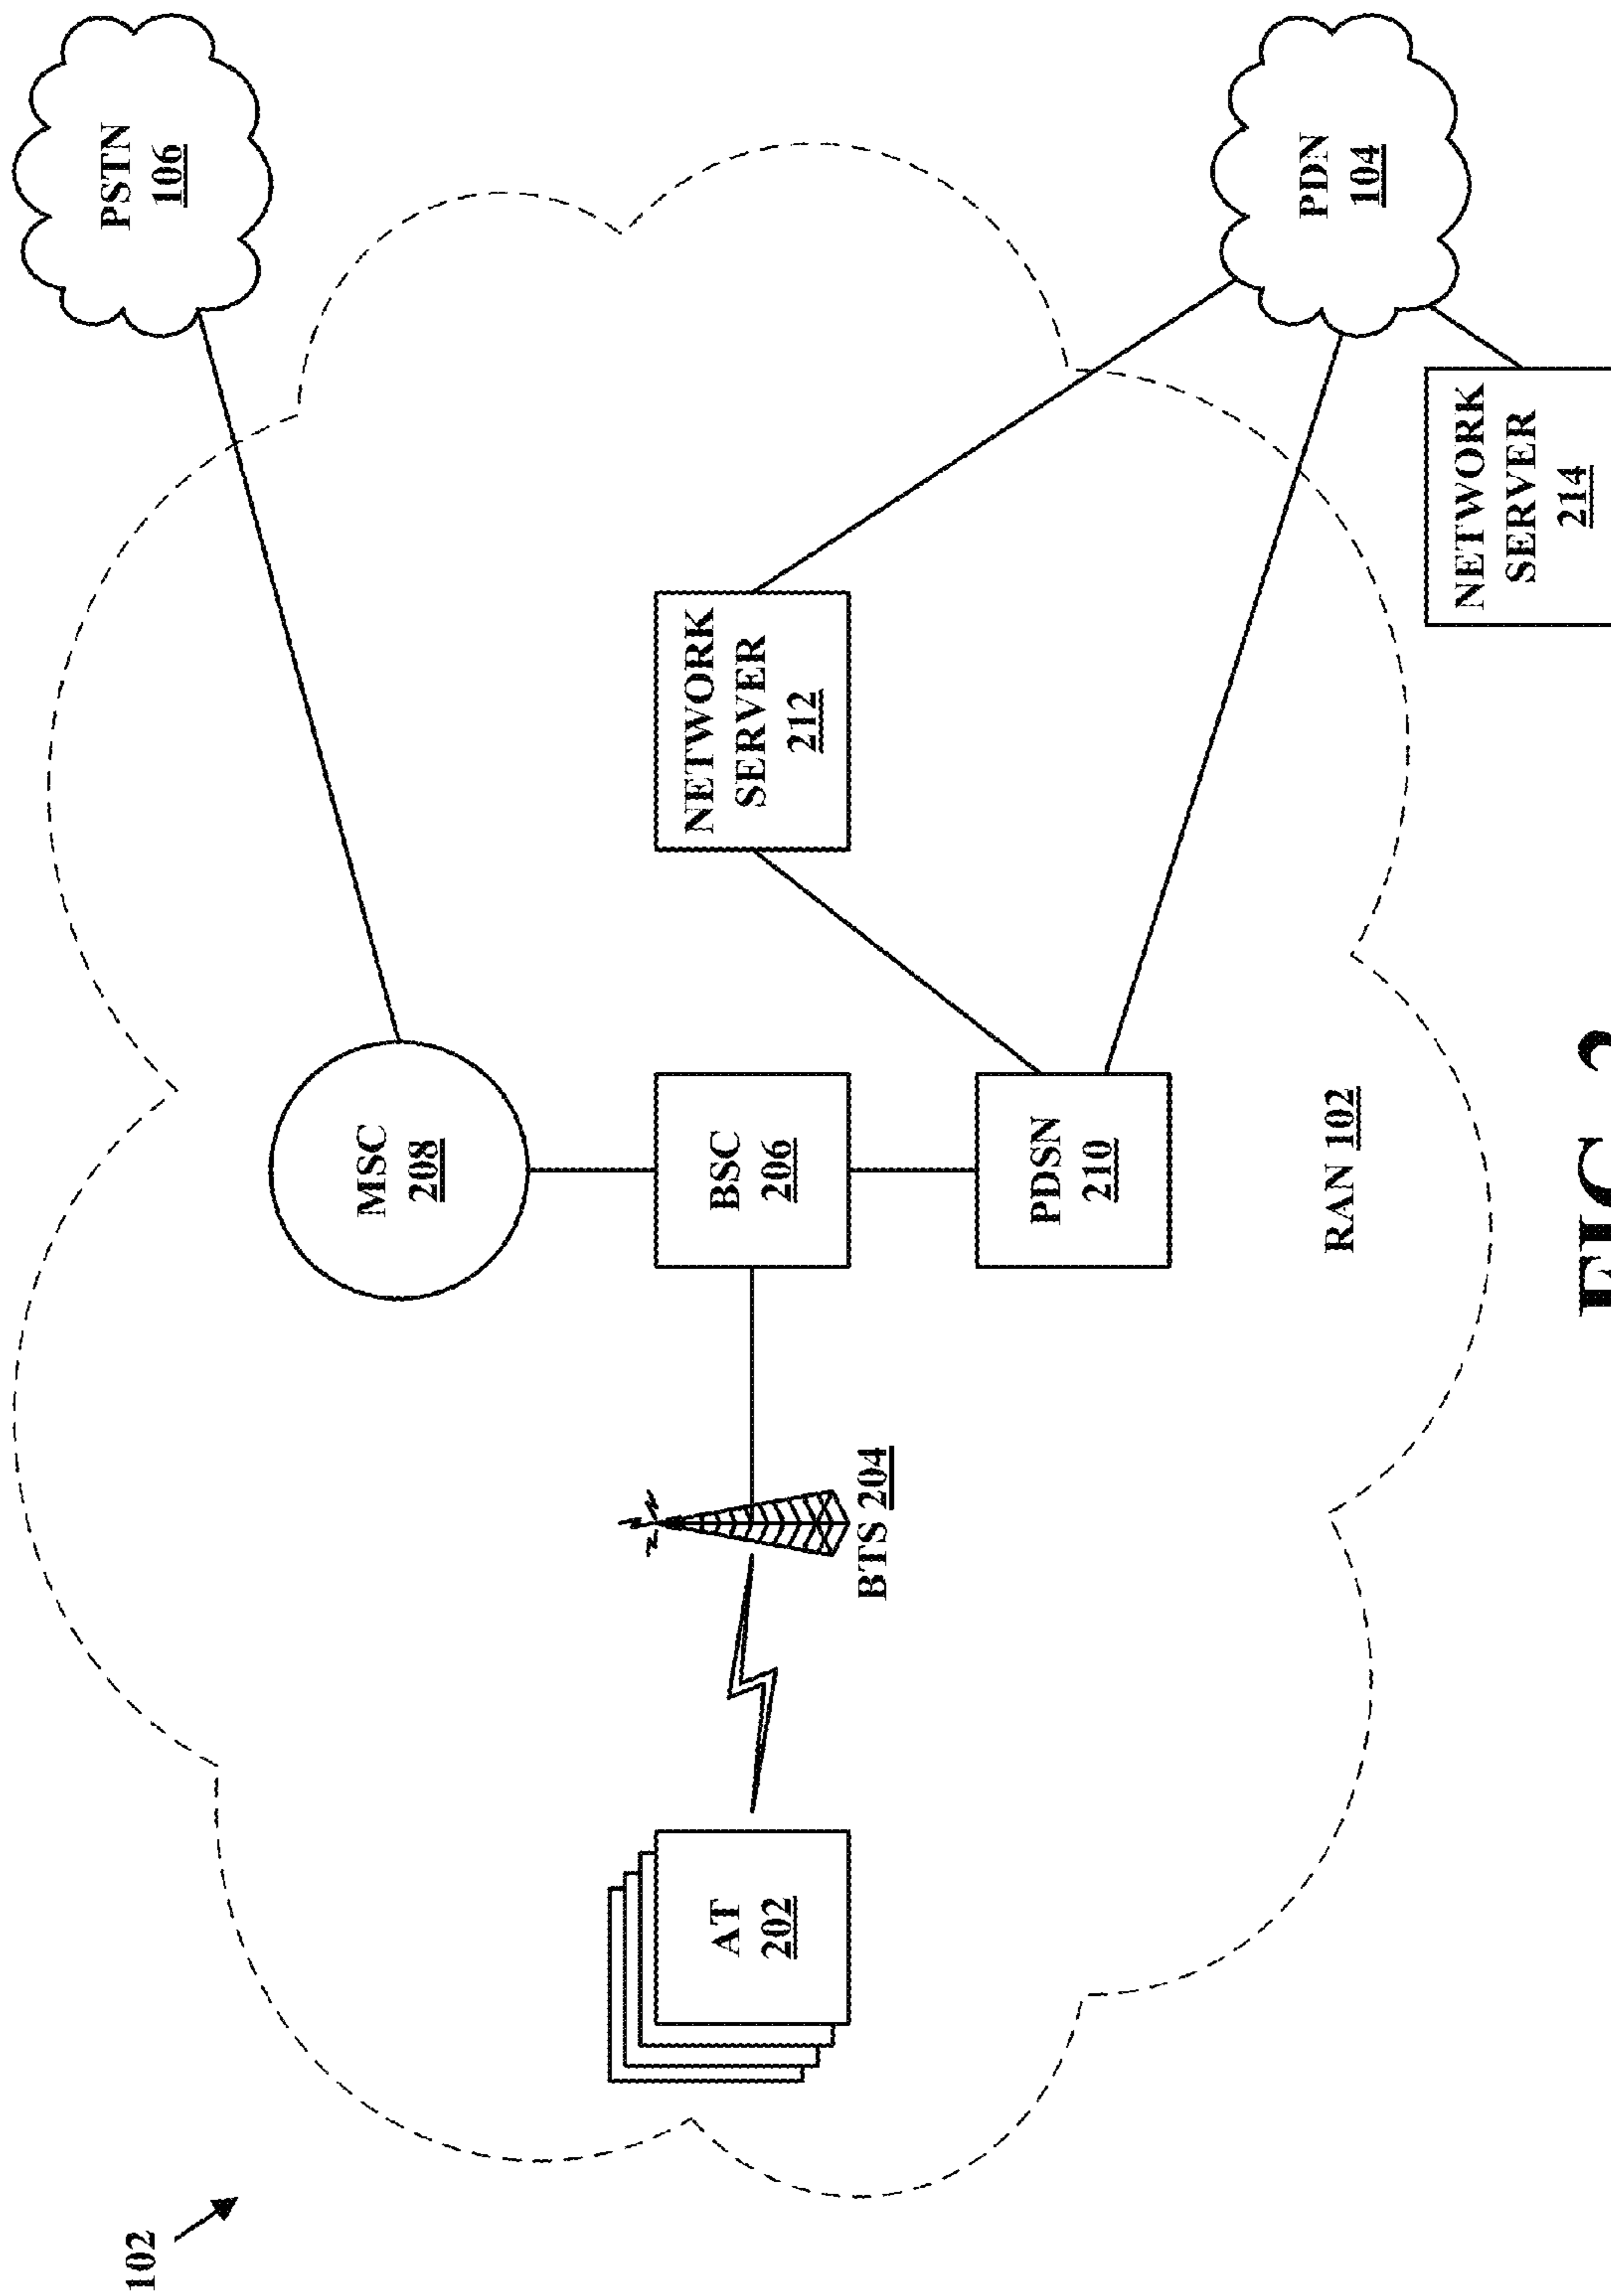 102
PSTN
106
MSC
208
AT
202
BTS 204
BSC
206
NETWORK
SERVER
212
PDSN
210
PDN
104
RAN 102
NETWORK
SERVER
214